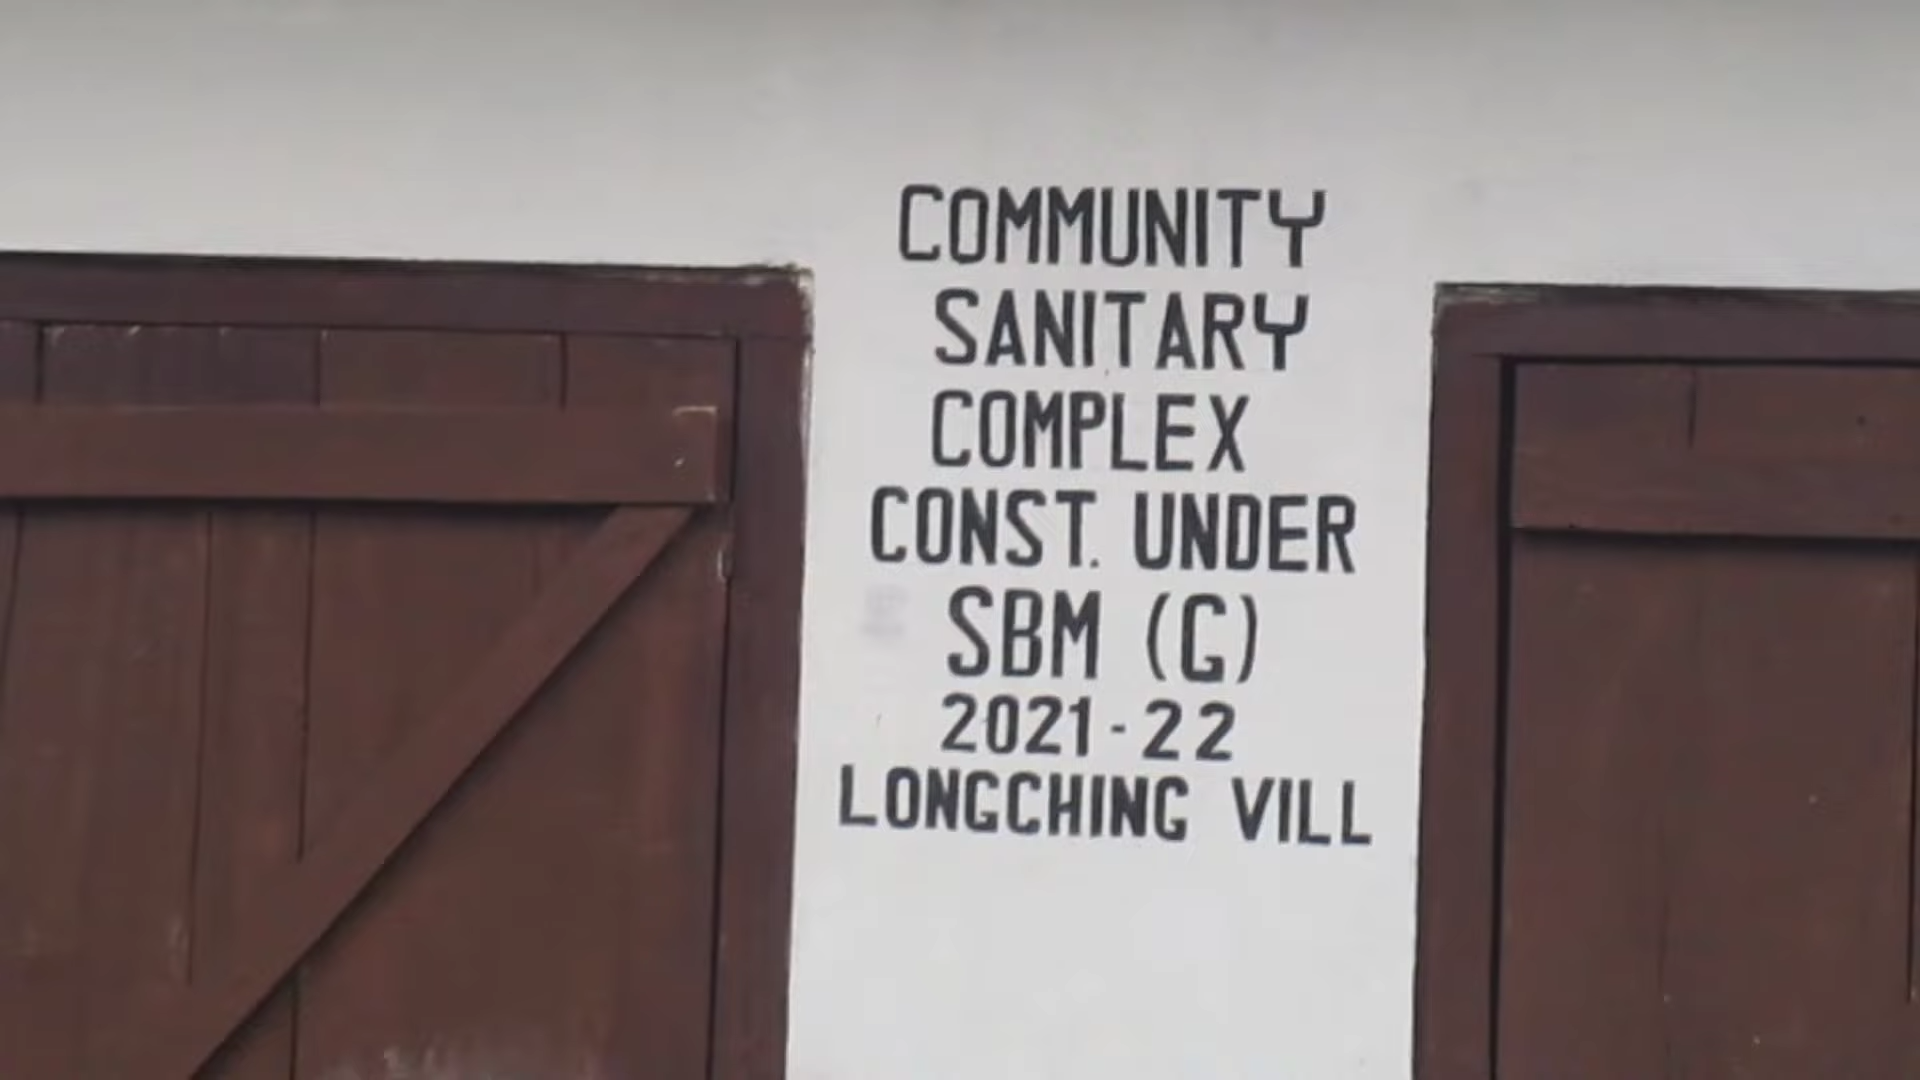 COMMUNITY
SANITARY
COMPLEX
CONST. UNDER
SBM (G)
2021-22
LONGCHING VILL